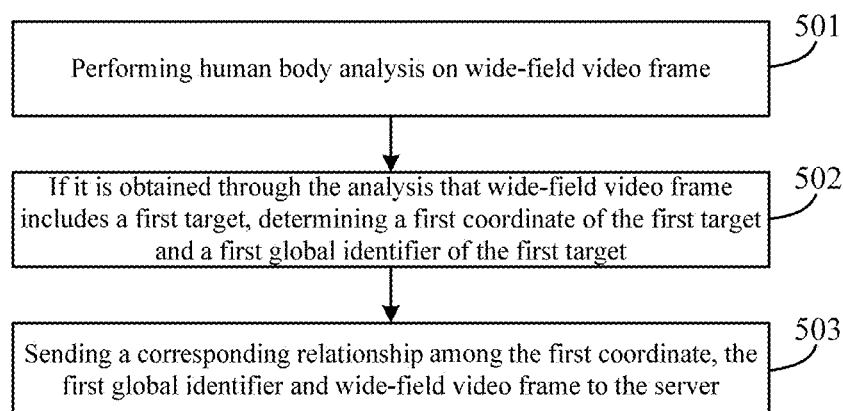 501
Performing human body analysis on wide-field video frame
502
If it is obtained through the analysis that wide-field video frame
includes a first target, determining a first coordinate of the first target
and a first global identifier of the first target
503
Sending a corresponding relationship among the first coordinate, the
first global identifier and wide-field video frame to the server